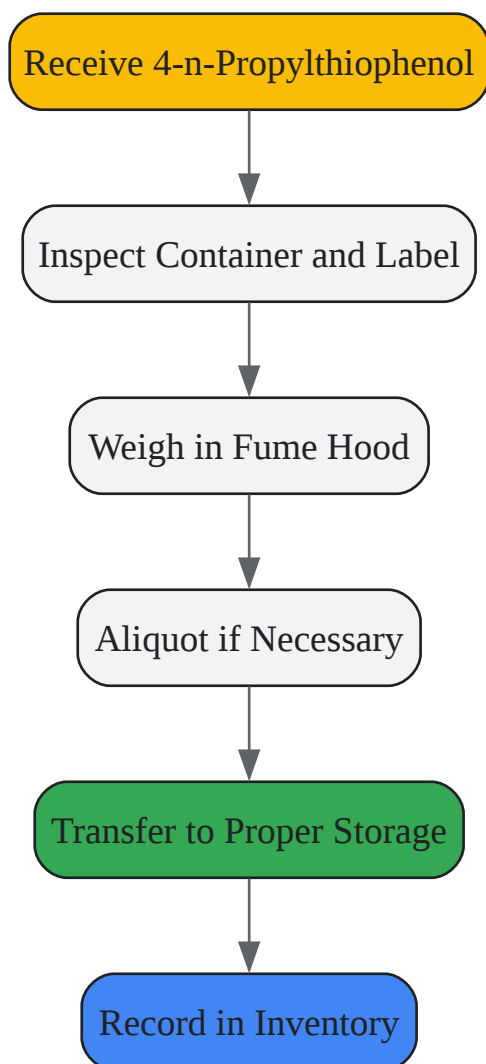 Receive 4-n-Propylthiophenol
Inspect Container and Label
Weigh in Fume Hood
Aliquot if Necessary
Transfer to Proper Storage
Record in Inventory